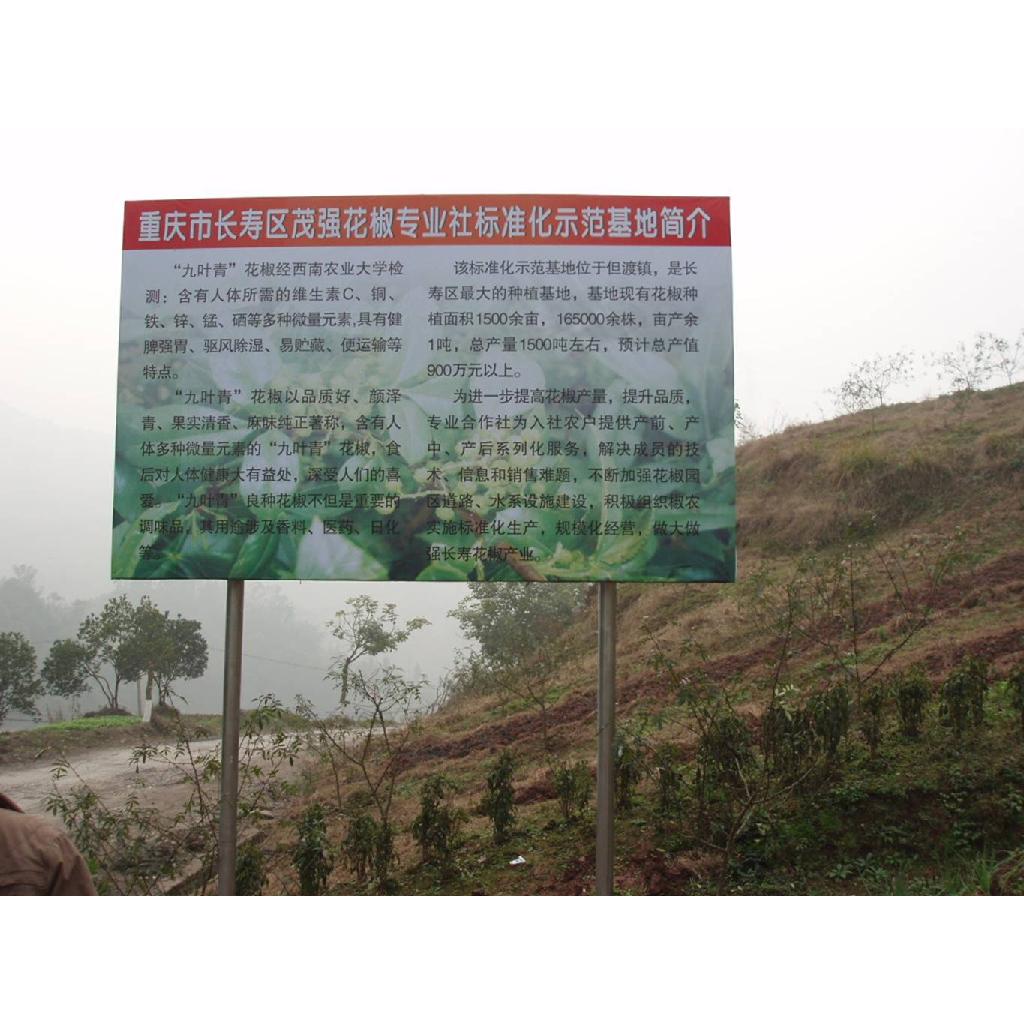 重庆市长寿区茂强花椒专业社标准化示范基地简介
“九叶青”花椒经西南农业大学检
测：含有人体所需的维生素C、铜、
铁、锌、锰、硒等多种微量元素,具有健
脾强胃、驱风除湿、易贮藏、便运输等
特点。
“九叶青”花椒以品质好、颜泽
青、果实清香、麻味纯正著称，含有人
体多种微量元素的“九叶青”花椒，食
后对人体健康大有益处，深受人们的喜
爱。“九叶青”良种花椒不但是重要的
调味品，其用途涉及香料、医药、日化
等。
该标准化示范基地位于但渡镇，是长
寿区最大的种植基地，基地现有花椒种
植面积1500余亩，165000余株，亩产余
1吨，总产量1500吨左右，预计总产值
900万元以上。
为进一步提高花椒产量，提升品质，
专业合作社为入社农户提供产前、产
中、产后系列化服务，解决成员的技
术、信息和销售难题，不断加强花椒园
区道路、水系设施建设，积极组织椒农
实施标准化生产，规模化经营，做大做
强长寿花椒产业。